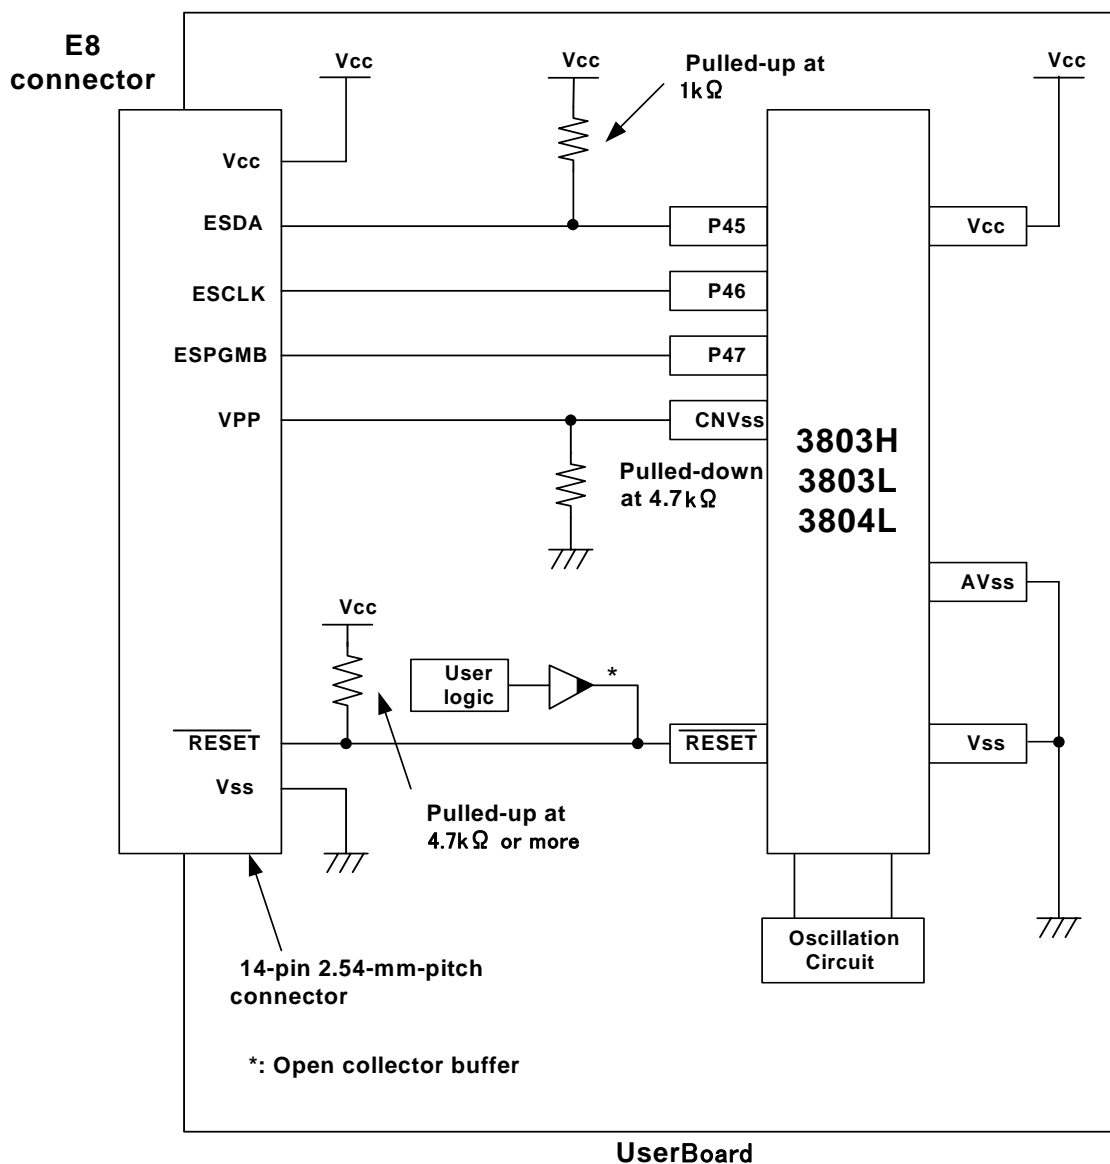 E8
connector
Vcc
Vcc
Pulled-up at
1kΩ
Vcc
Vcc
ESDA
P45
Vcc
ESCLK
P46
ESPGMB
P47
VPP
CNVss
3803H
3803L
3804L
Pulled-down
at 4.7kΩ
AVss
Vcc
User
logic
*
RESET
RESET
Vss
Vss
Pulled-up at
4.7kΩ or more
Oscillation
Circuit
14-pin 2.54-mm-pitch
connector
*: Open collector buffer
UserBoard